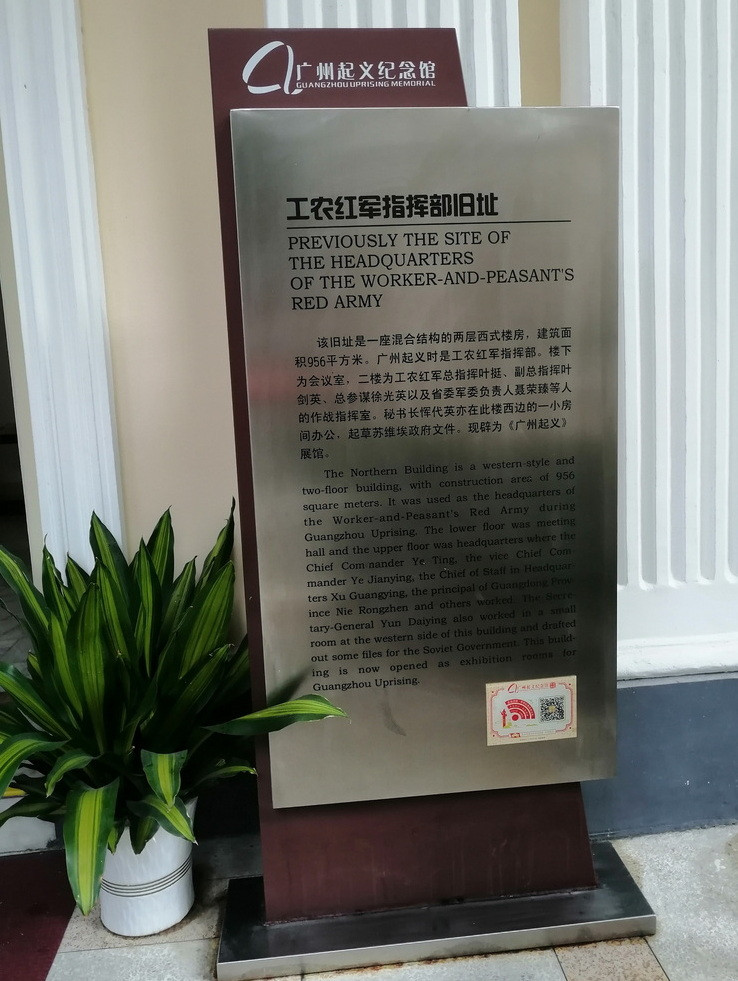 广州起义纪念馆
GUANGZHOU UPRISING MEMORIAL
工农红军指挥部旧址
PREVIOUSLY THE SITE OF
THE HEADQUARTERS
OF THE WORKER-AND-PEASANT'S
RED ARMY
该旧址是一座混合结构的两层西式楼房，建筑面
积956平方米。广州起义时是工农红军指挥部。楼下
为会议室，二楼为工农红军总指挥叶挺、副总指挥叶
剑英、总参谋徐光英以及省委军委负责人聂荣臻等人
的作战指挥室。秘书长恽代英亦在此楼西边的一小房
间办公，起草苏维埃政府文件。现辟为《广州起义》
展馆。
The Northern Building is a western-style and
two-floor building, with construction area of 956
square meters. It was used as the headquarters of
the Worker-and-Peasant's Red Army during
Guangzhou Uprising. The lower floor was meeting
hall and the upper floor was headquarters where the
Chief Commander Ye Ting, the vice Chief Com-
mander Ye Jianying, the Chief of Staff in Headquar-
ters Xu Guangying, the principal of Guangdong Prov-
ince Nie Rongzhen and others worked. The Secre-
tary-General Yun Daiying also worked in a small
room at the western side of this building and drafted
out some files for the Soviet Government. This build-
ing is now opened as exhibition rooms for
Guangzhou Uprising.